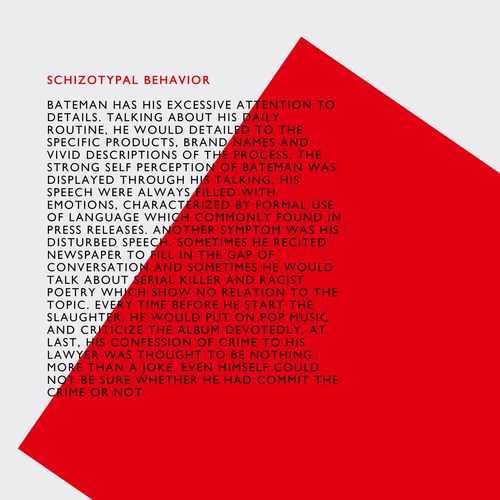 SCHIZOTYPAL BEHAVIOR
BATEMAN HAS HIS EXCESSIVE ATTENTION TO
DETAILS. TALKING ABOUT HIS DAILY
ROUTINE, HE WOULD DETAILED TO THE
SPECIFIC PRODUCTS, BRAND NAMES AND
VIVID DESCRIPTIONS OF THE PROCESS. THE
STRONG SELF PERCEPTION OF BATEMAN WAS
DISPLAYED THROUGH HIS TALKING. HIS
SPEECH WERE ALWAYS FILLED WITH
EMOTIONS, CHARACTERIZED BY FORMAL USE
OF LANGUAGE WHICH COMMONLY FOUND IN
PRESS RELEASES. ANOTHER SYMPTOM WAS HIS
DISTURBED SPEECH. SOMETIMES HE RECITED
NEWSPAPER TO FILL IN THE GAP OF
CONVERSATION AND SOMETIMES HE WOULD
TALK ABOUT SERIAL KILLER AND RACIST
POETRY WHICH SHOW NO RELATION TO THE
TOPIC. EVERY TIME BEFORE HE START THE
SLAUGHTER, HE WOULD PUT ON POP MUSIC
AND CRITICIZE THE ALBUM DEVOTEDLY. AT
LAST, HIS CONFESSION OF CRIME TO HIS
LAWYER WAS THOUGHT TO BE NOTHING
MORE THAN A JOKE. EVEN HIMSELF COULD
NOT BE SURE WHETHER HE HAD COMMIT THE
CRIME OR NOT.